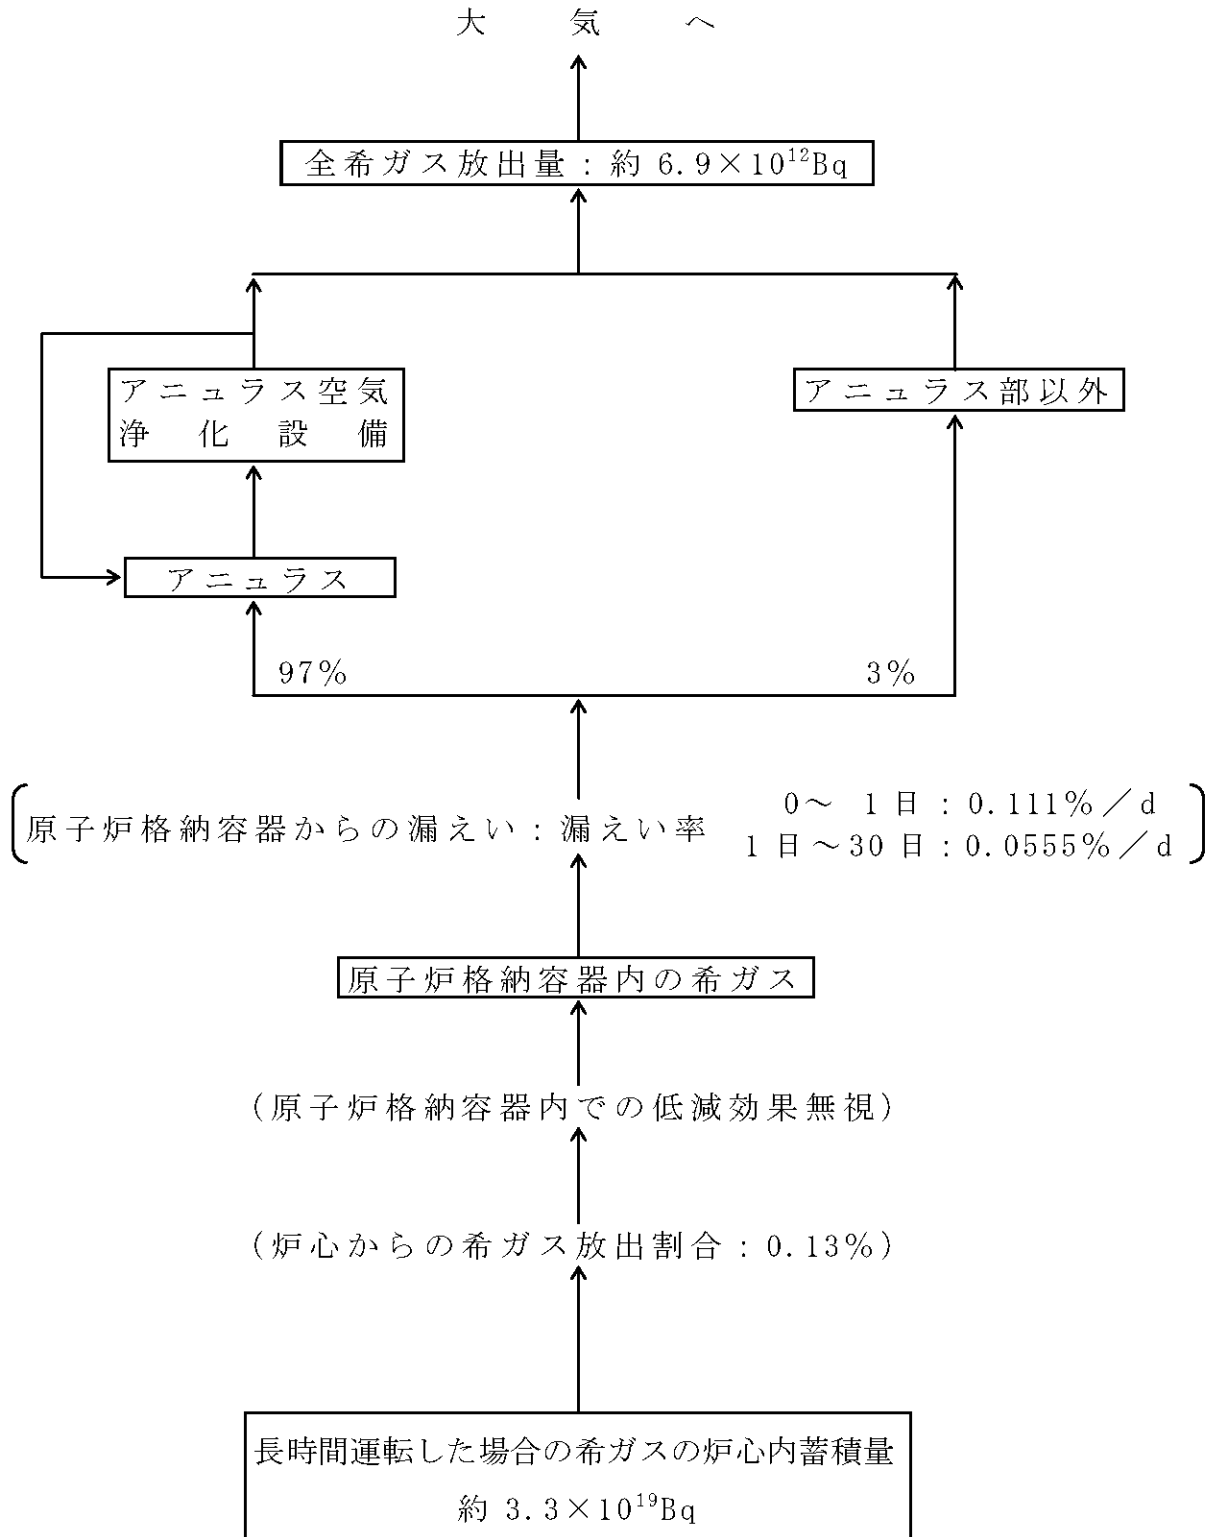 大気へ
全希ガス放出量：約 6.9×10¹²Bq
アニュラス空気
浄化設備
アニュラス部以外
アニュラス
97%
3%
原子炉格納容器からの漏えい：漏えい率
0～ 1日：0.111%／d
1日～30日：0.0555%／d
原子炉格納容器内の希ガス
(原子炉格納容器内での低減効果無視)
(炉心からの希ガス放出割合：0.13%)
長時間運転した場合の希ガスの炉心内蓄積量
約 3.3×10¹⁹Bq